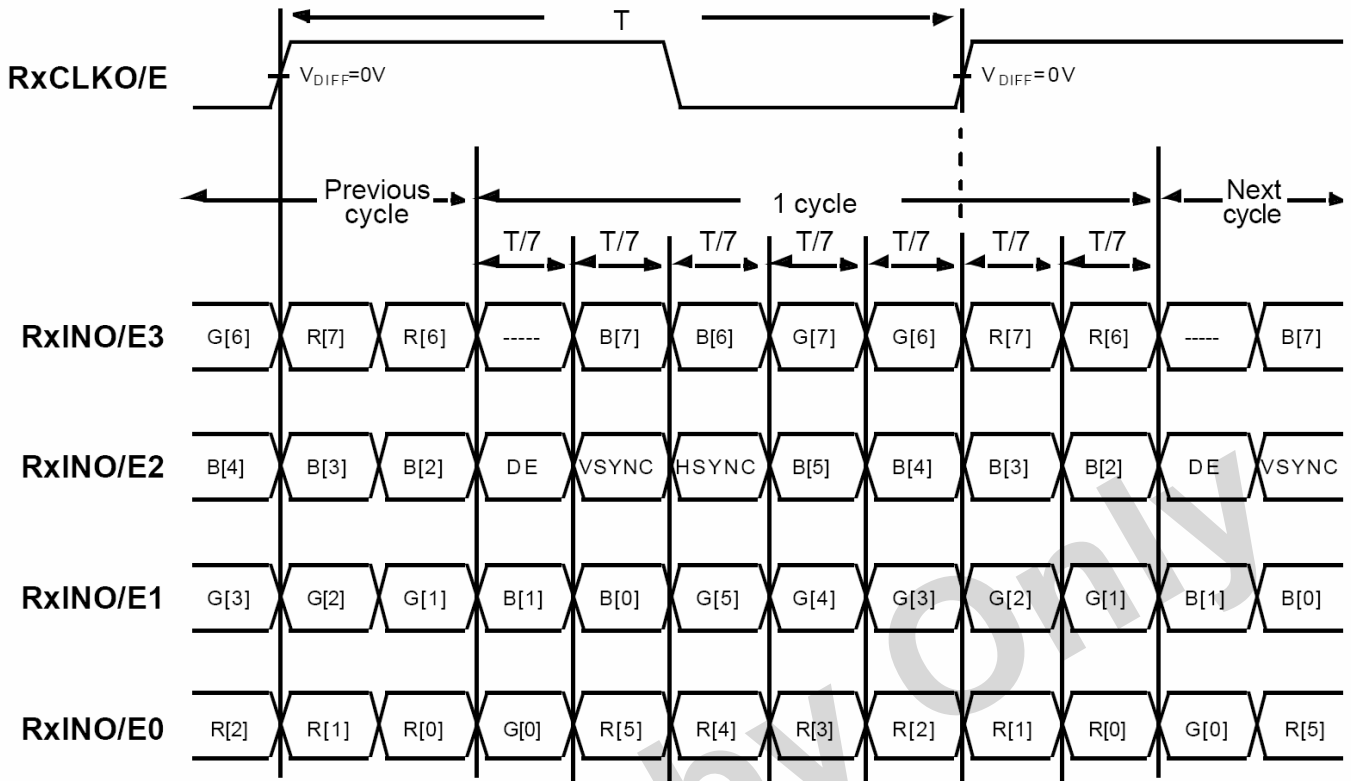 T
RxCLKO/E
VDIFF=0V VDIFF=0V
Previous cycle 1 cycle Next cycle
T/7 T/7 T/7 T/7 T/7 T/7 T/7
RxINO/E3 G[6] R[7] R[6] ----- B[7] B[6] G[7] G[6] R[7] R[6] ----- B[7]
RxINO/E2 B[4] B[3] B[2] DE VSYNC HSYNC B[5] B[4] B[3] B[2] DE VSYNC
RxINO/E1 G[3] G[2] G[1] B[1] B[0] G[5] G[4] G[3] G[2] G[1] B[1] B[0]
RxINO/E0 R[2] R[1] R[0] G[0] R[5] R[4] R[3] R[2] R[1] R[0] G[0] R[5]
by Only